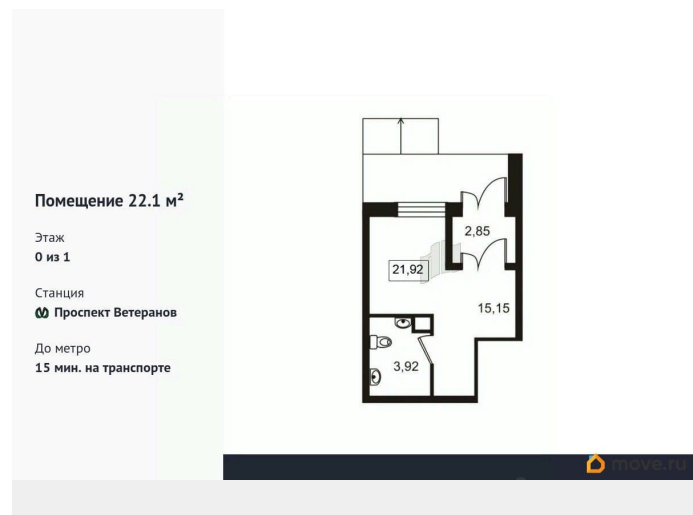 Помещение 22.1 м²
Этаж
0 из 1
Станция
Проспект Ветеранов
До метро
15 мин. на транспорте
2,85
21,92
15,15
3,92
move.ru